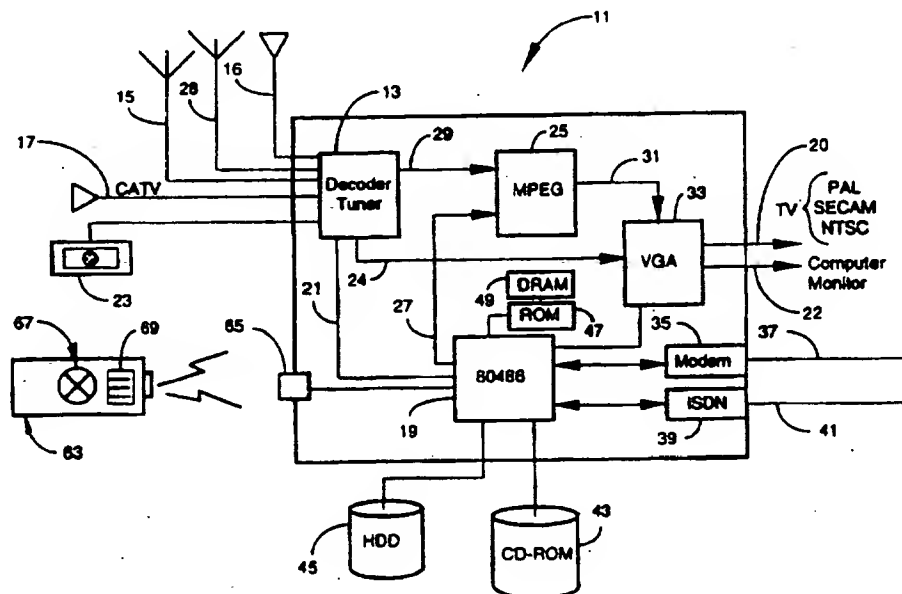 11
15
28
16
13
29
25
31
20
17
CATV
Decoder
Tuner
MPEG
33
TV
PAL
SECAM
NTSC
VGA
Computer
Monitor
23
21
24
27
49
DRAM
ROM
47
22
35
37
67
69
65
80486
Modem
ISDN
63
19
39
41
45
HDD
43
CD-ROM